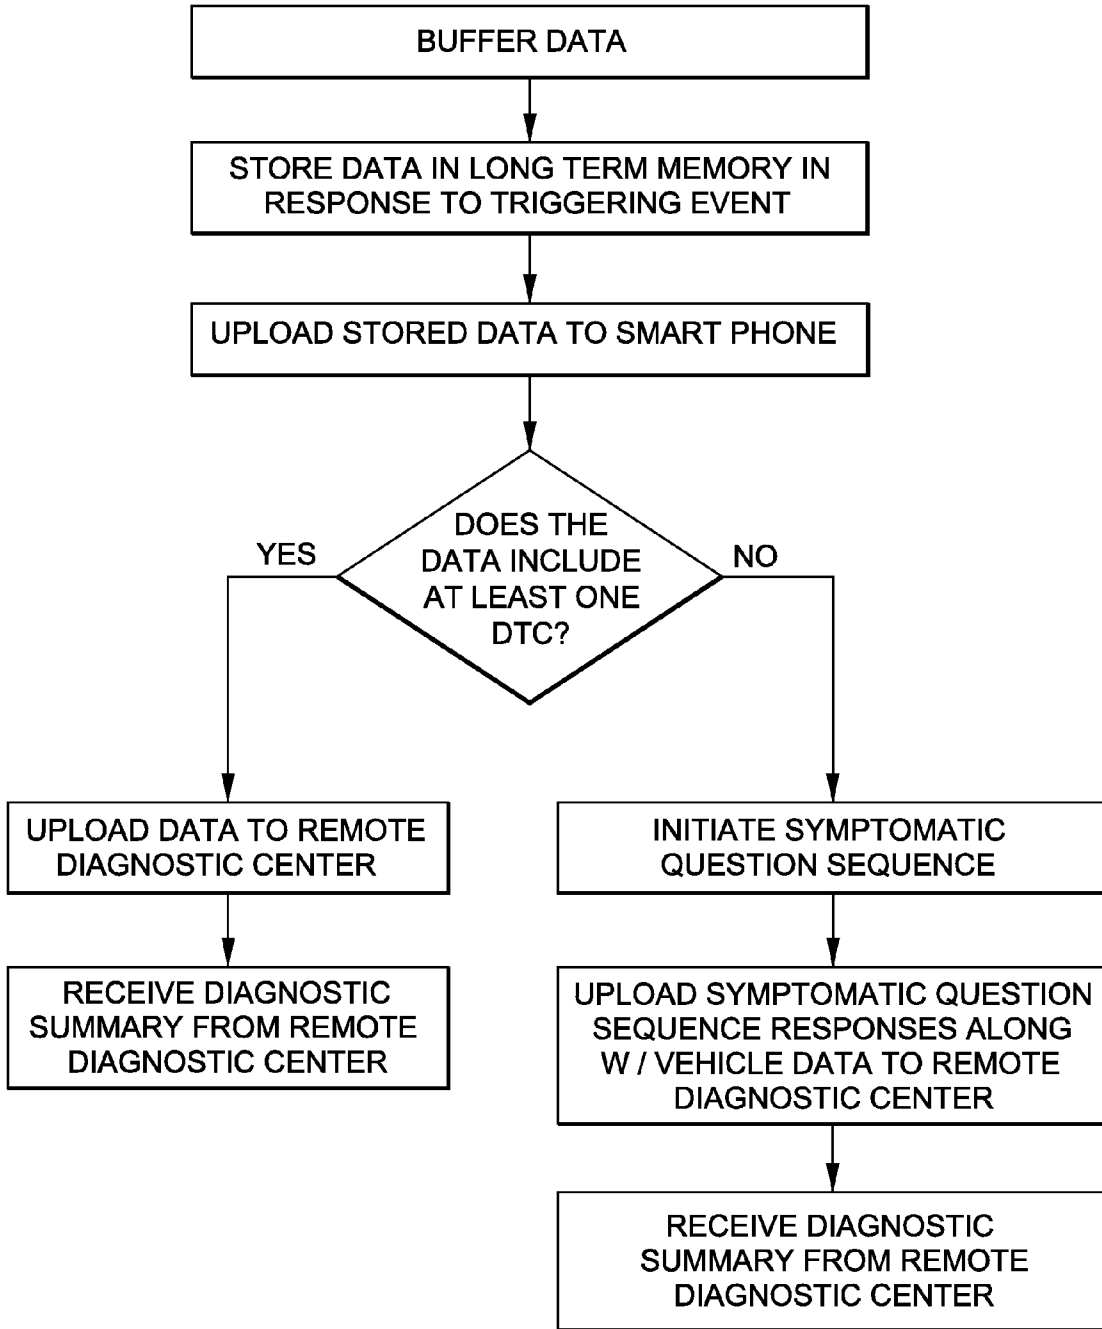 BUFFER DATA
STORE DATA IN LONG TERM MEMORY IN
RESPONSE TO TRIGGERING EVENT
UPLOAD STORED DATA TO SMART PHONE
DOES THE
DATA INCLUDE
AT LEAST ONE
DTC?
YES
NO
UPLOAD DATA TO REMOTE
DIAGNOSTIC CENTER
RECEIVE DIAGNOSTIC
SUMMARY FROM REMOTE
DIAGNOSTIC CENTER
INITIATE SYMPTOMATIC
QUESTION SEQUENCE
UPLOAD SYMPTOMATIC QUESTION
SEQUENCE RESPONSES ALONG
W / VEHICLE DATA TO REMOTE
DIAGNOSTIC CENTER
RECEIVE DIAGNOSTIC
SUMMARY FROM REMOTE
DIAGNOSTIC CENTER